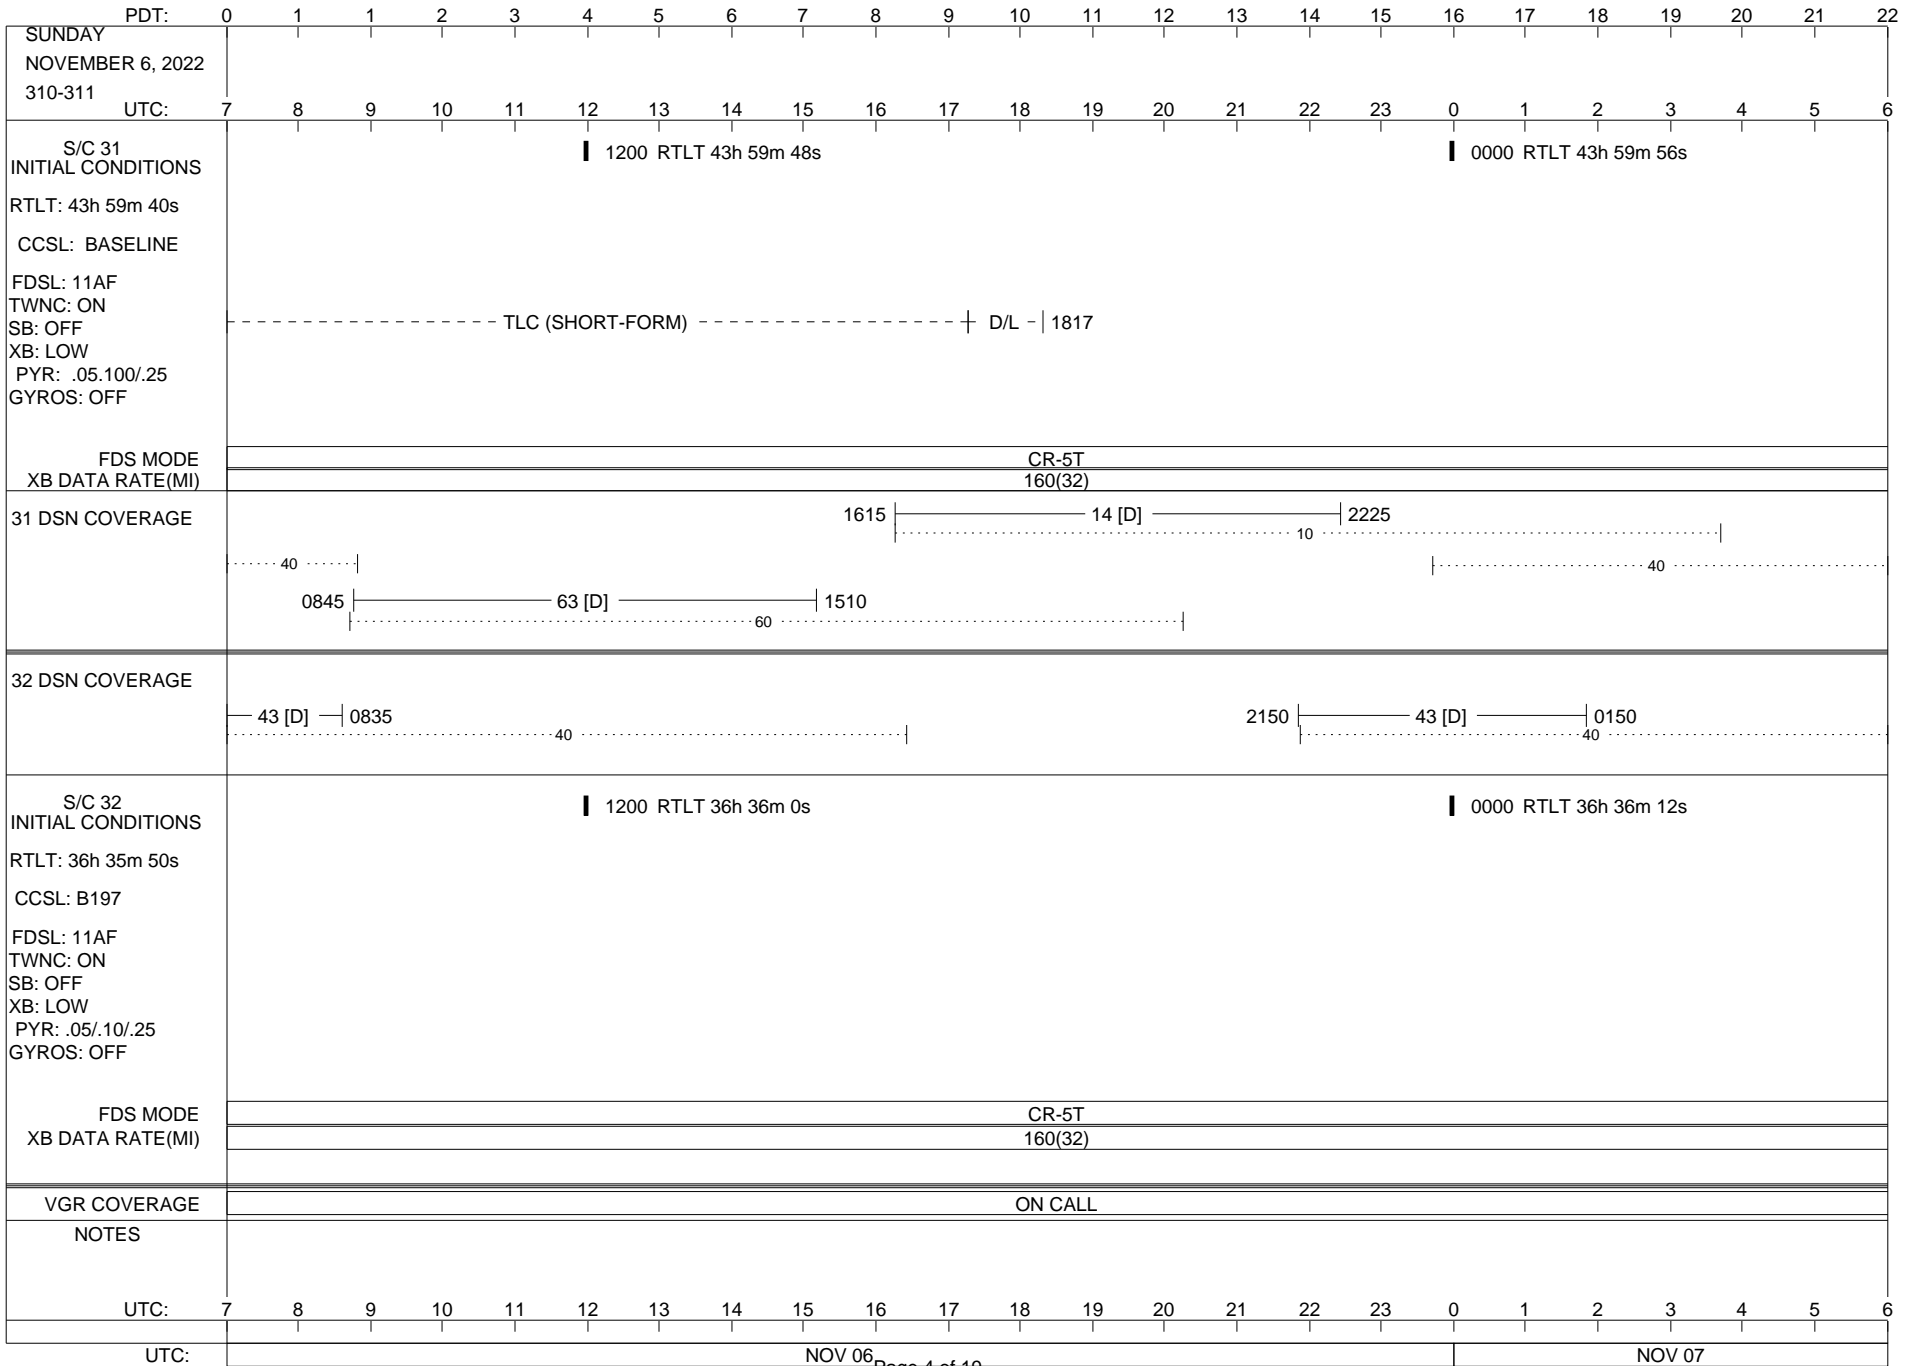 PDT: 0 1 1 2 3 4 5 6 7 8 9 10 11 12 13 14 15 16 17 18 19 20 21 22
SUNDAY
NOVEMBER 6, 2022
310-311
UTC: 7 8 9 10 11 12 13 14 15 16 17 18 19 20 21 22 23 0 1 2 3 4 5 6
S/C 31
INITIAL CONDITIONS
1200 RTLT 43h 59m 48s
0000 RTLT 43h 59m 56s
RTLT: 43h 59m 40s
CCSL: BASELINE
FDSL: 11AF
TWNC: ON
SB: OFF
TLC (SHORT-FORM) D/L 1817
XB: LOW
PYR: .05.100/.25
GYROS: OFF
FDS MODE CR-5T
XB DATA RATE(MI) 160(32)
31 DSN COVERAGE
1615 14 [D] 2225
10
40
40
0845 63 [D] 1510
60
32 DSN COVERAGE
43 [D] 0835
2150 43 [D] 0150
40
40
S/C 32
INITIAL CONDITIONS
1200 RTLT 36h 36m 0s
0000 RTLT 36h 36m 12s
RTLT: 36h 35m 50s
CCSL: B197
FDSL: 11AF
TWNC: ON
SB: OFF
XB: LOW
PYR: .05/.10/.25
GYROS: OFF
FDS MODE CR-5T
XB DATA RATE(MI) 160(32)
VGR COVERAGE ON CALL
NOTES
UTC: 7 8 9 10 11 12 13 14 15 16 17 18 19 20 21 22 23 0 1 2 3 4 5 6
UTC: NOV 06 NOV 07
Page 4 of 19